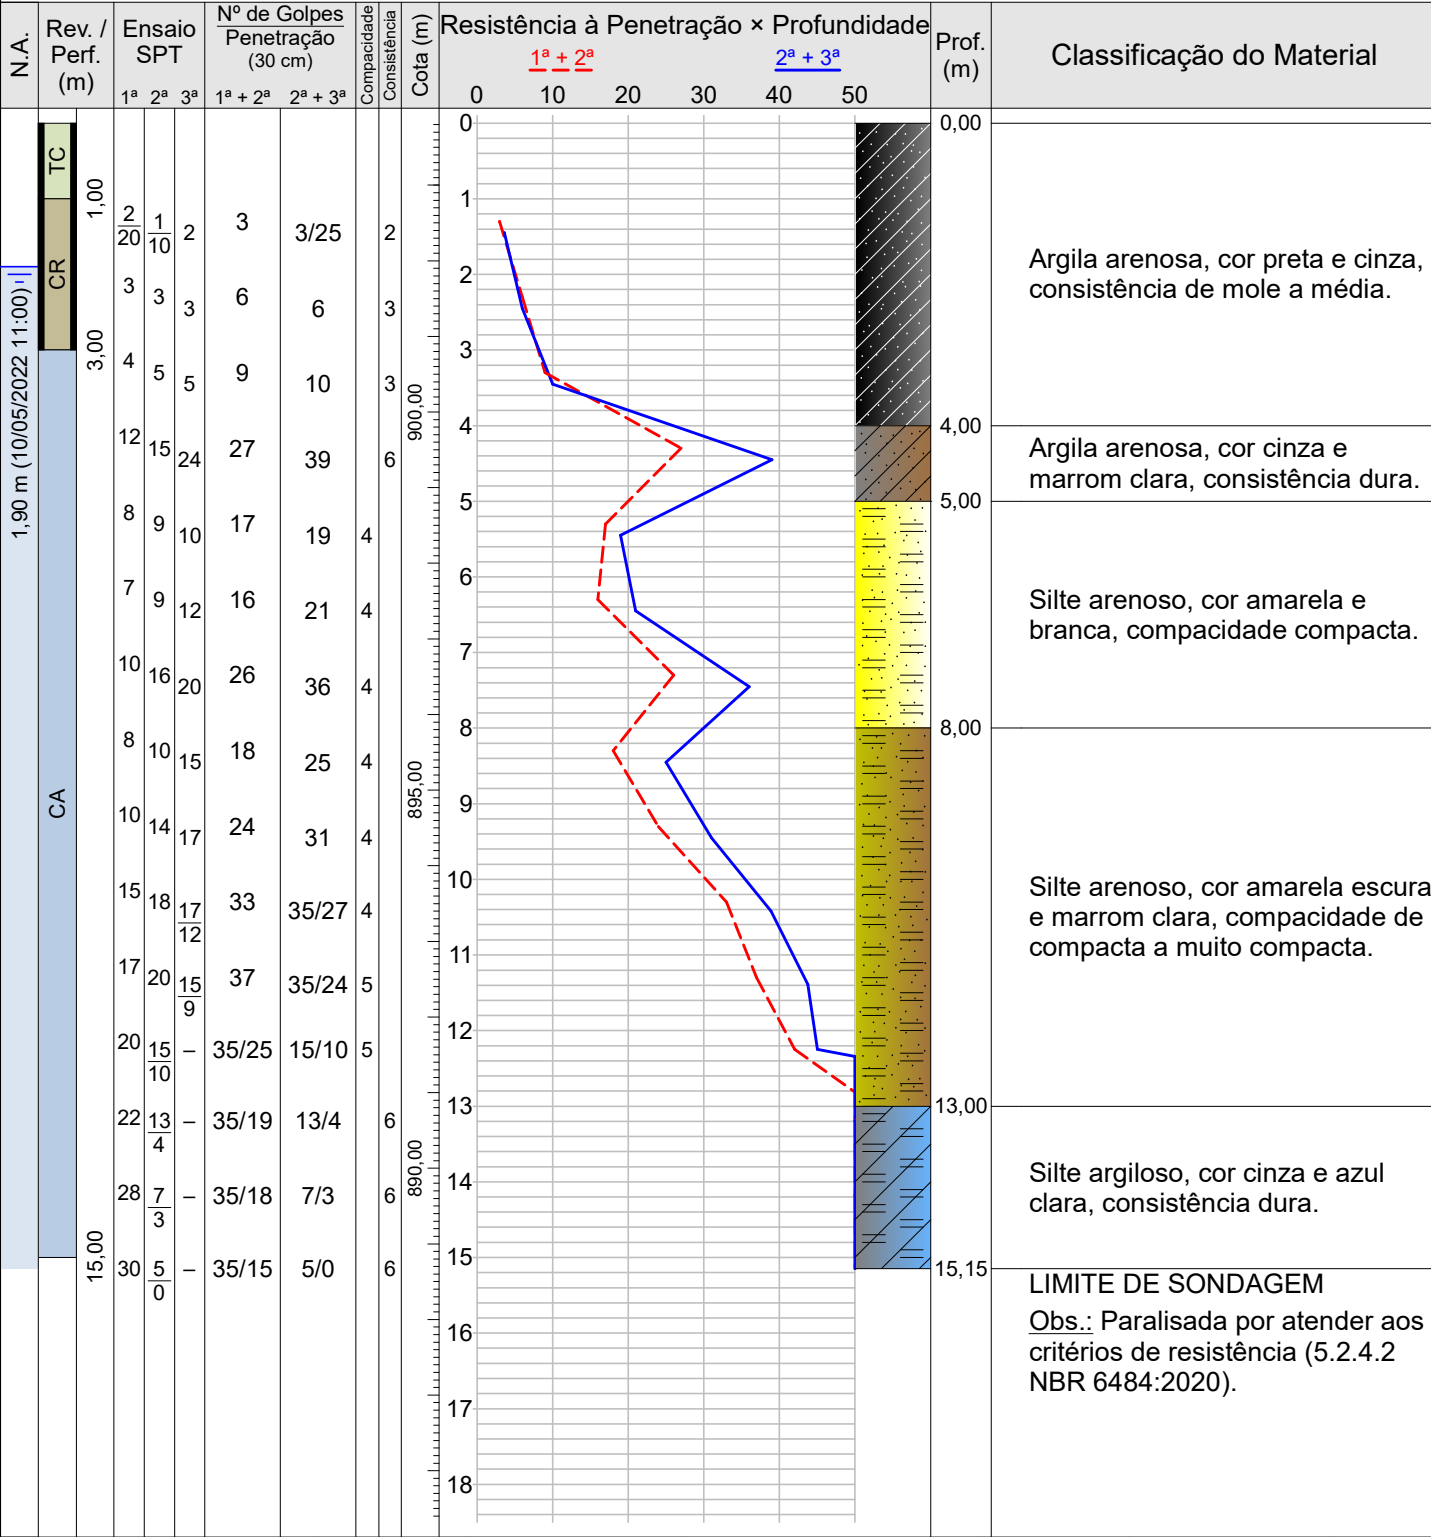 N.A.
Rev. / Perf. (m)
Ensaio SPT
1ª 2ª 3ª
Nº de Golpes
Penetração
(30 cm)
1ª + 2ª 2ª + 3ª
Compacidade
Consistência
Cota (m)
Resistência à Penetração × Profundidade
1ª + 2ª 2ª + 3ª
0 10 20 30 40 50
Prof. (m)
Classificação do Material
1,90 m (10/05/2022 11:00)
TC
CR
CA
1,00
3,00
15,00
2/20 1/10 2 3 3/25 2
3 3 3 6 6 3
4 5 5 9 10 3
12 15 24 27 39 6
8 9 10 17 19 4
7 9 12 16 21 4
10 16 20 26 36 4
8 10 15 18 25 4
10 14 17 24 31 4
15 18 17/12 33 35/27 4
17 20 15/9 37 35/24 5
20 15/10 – 35/25 15/10 5
22 13/4 – 35/19 13/4 6
28 7/3 – 35/18 7/3 6
30 5/0 – 35/15 5/0 6
900,00
895,00
890,00
0
1
2
3
4
5
6
7
8
9
10
11
12
13
14
15
16
17
18
0,00
Argila arenosa, cor preta e cinza,
consistência de mole a média.
4,00
Argila arenosa, cor cinza e
marrom clara, consistência dura.
5,00
Silte arenoso, cor amarela e
branca, compacidade compacta.
8,00
Silte arenoso, cor amarela escura
e marrom clara, compacidade de
compacta a muito compacta.
13,00
Silte argiloso, cor cinza e azul
clara, consistência dura.
15,15
LIMITE DE SONDAGEM
Obs.: Paralisada por atender aos
critérios de resistência (5.2.4.2
NBR 6484:2020).